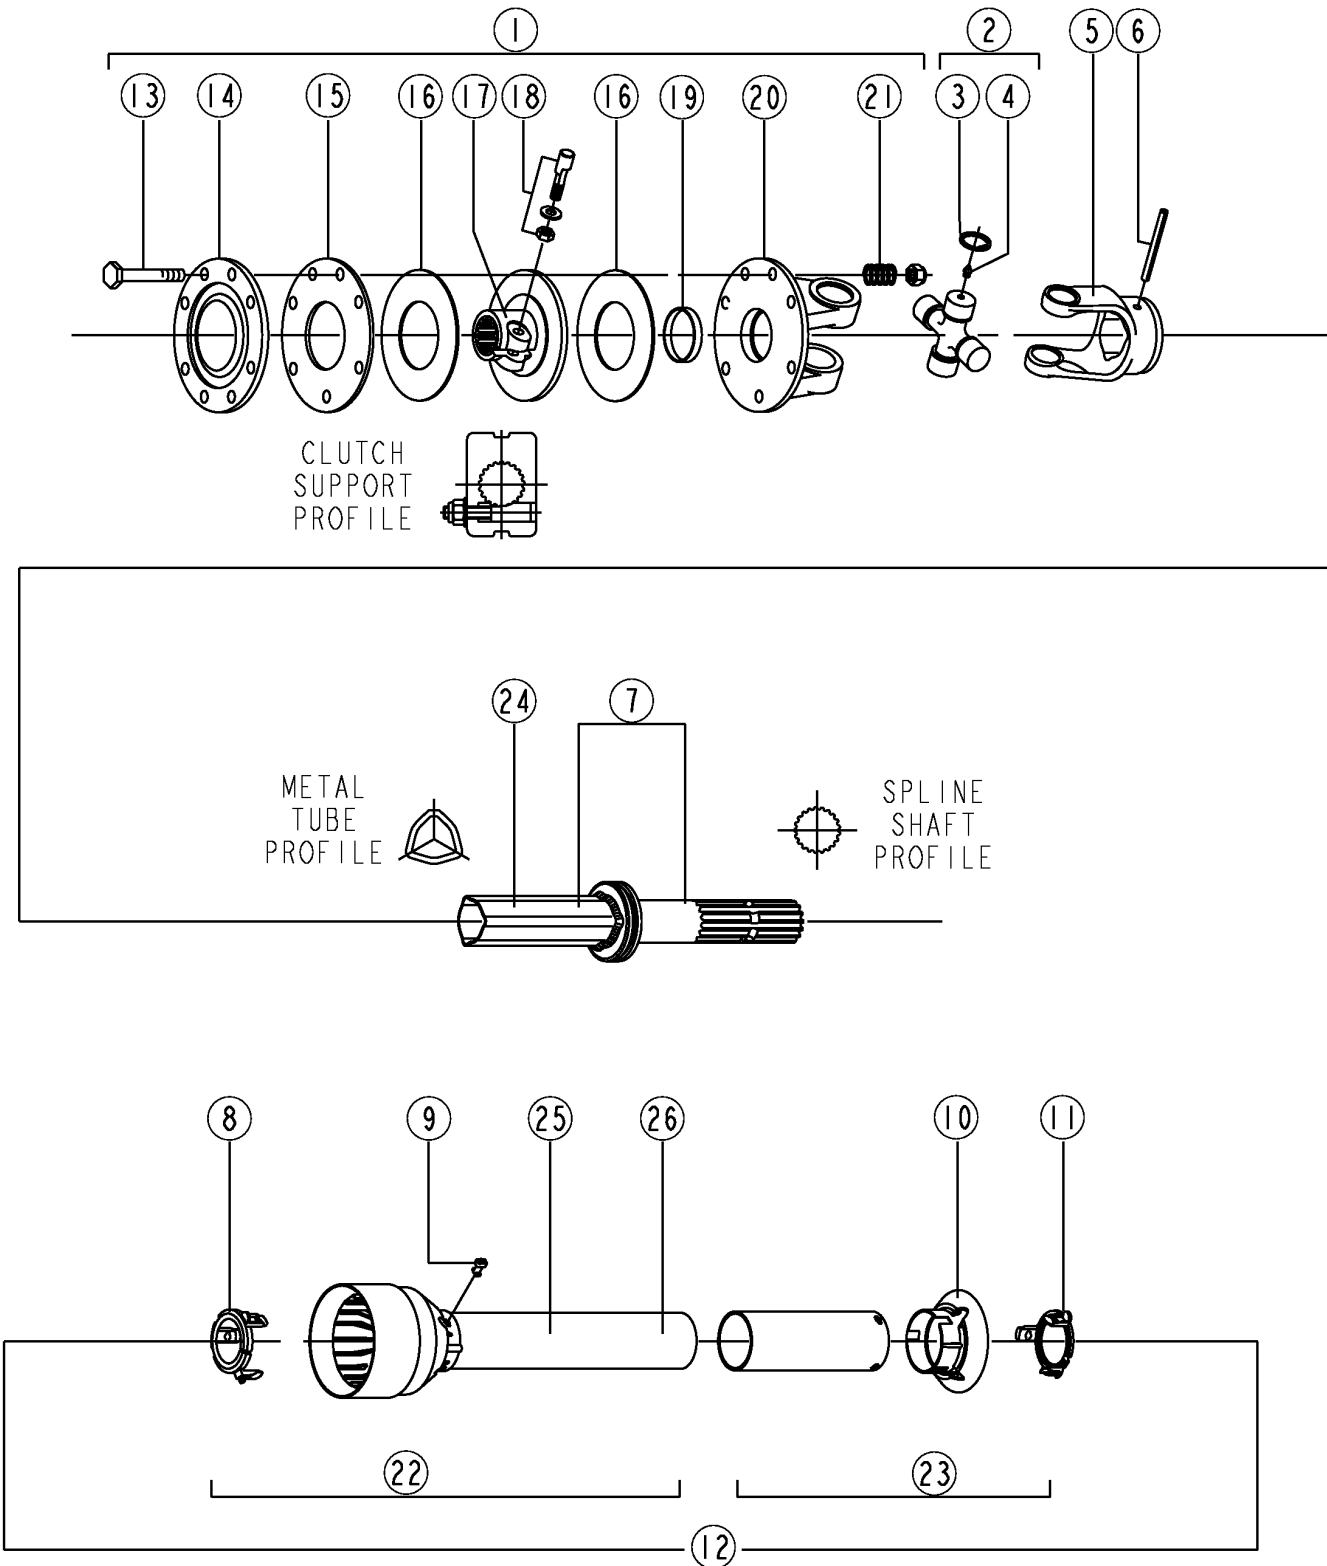 1 2 5 6
13 14 15 16 17 18 16 19 20 21 3 4
CLUTCH
SUPPORT
PROFILE
24 7
METAL
TUBE
PROFILE
SPLINE
SHAFT
PROFILE
8 9 25 26 10 11
22 23
12